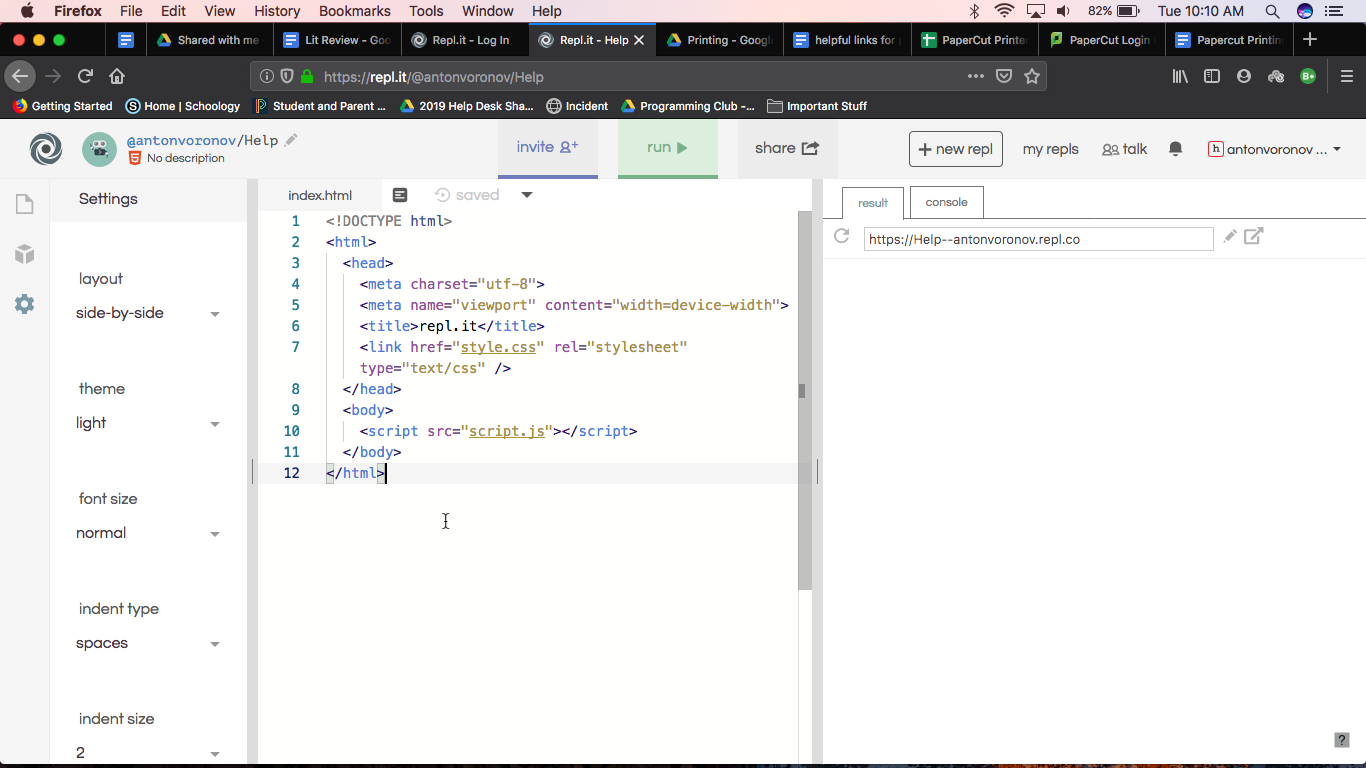 Firefox File Edit View History Bookmarks Tools Window Help 82% Tue 10:10 AM
Shared with me Lit Review - Goo Repl.it - Log In Repl.it - Help Printing - Google helpful links for PaperCut Printer PaperCut Login Papercut Printing
https://repl.it/@antonvoronov/Help
Getting Started Home | Schoology Student and Parent ... 2019 Help Desk Sha... Incident Programming Club -... Important Stuff
@antonvoronov/Help
No description
invite run share + new repl my repls talk h antonvoronov ...
Settings
layout
side-by-side
theme
light
font size
normal
indent type
spaces
indent size
2
index.html saved
1 <!DOCTYPE html>
2 <html>
3 <head>
4 <meta charset="utf-8">
5 <meta name="viewport" content="width=device-width">
6 <title>repl.it</title>
7 <link href="style.css" rel="stylesheet"
type="text/css" />
8 </head>
9 <body>
10 <script src="script.js"></script>
11 </body>
12 </html>
result console
https://Help--antonvoronov.repl.co
?